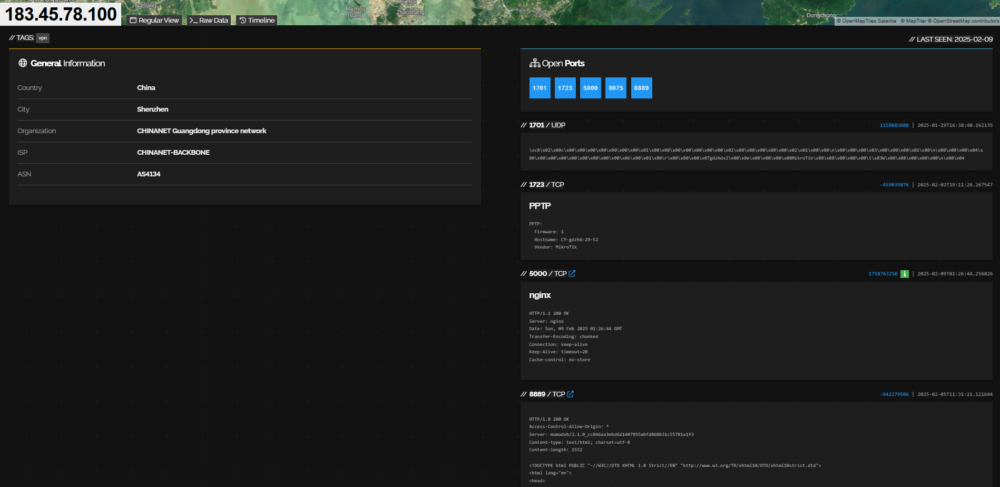 Nanlang
Mazhou
Island
Yuehai
Zhaoshang
Dongchong
183.45.78.100
Regular View
Raw Data
Timeline
© OpenMapTiles Satellite © MapTiler © OpenStreetMap contributors
// TAGS: vpn
// LAST SEEN: 2025-02-09
General Information
Country China
City Shenzhen
Organization CHINANET Guangdong province network
ISP CHINANET-BACKBONE
ASN AS4134
Open Ports
1701 1723 5000 8075 8889
// 1701 / UDP
1158883608 | 2025-01-29T16:38:40.162135
\xc8\x02\x00c\x00\x00\x00\x00\x00\x00\x00\x01\x80\x08\x00\x00\x00\x00\x00\x02\x80\x08\x00\x00\x00\x02\x01\x00\x80\n\x00\x00\x00\x03\x00\x00\x00\x01\x80\n\x00\x00\x00\x04\x
00\x00\x00\x00\x00\x08\x00\x00\x00\x06\x00\x01\x80\r\x00\x00\x00\x07gdzhdx2\x00\x0e\x00\x00\x00\x08MikroTik\x80\x08\x00\x00\x00\t\x83W\x80\x08\x00\x00\x00\n\x00\x04
// 1723 / TCP
-459039876 | 2025-02-02T19:11:26.267547
PPTP
PPTP:
Firmware: 1
Hostname: CY-gdzh6-29-52
Vendor: MikroTik
// 5000 / TCP
1758763250 | 2025-02-09T01:26:44.256826
nginx
HTTP/1.1 200 OK
Server: nginx
Date: Sun, 09 Feb 2025 01:26:44 GMT
Transfer-Encoding: chunked
Connection: keep-alive
Keep-Alive: timeout=20
Cache-control: no-store
// 8889 / TCP
-942279506 | 2025-02-05T11:31:21.121644
HTTP/1.0 200 OK
Access-Control-Allow-Origin: *
Server: mumudvb/2.1.0_cc046aa3ebd6d1407955abfd860b31c55781a1f3
Content-type: text/html; charset=utf-8
Content-length: 1552
<!DOCTYPE html PUBLIC "-//W3C//DTD XHTML 1.0 Strict//EN" "http://www.w3.org/TR/xhtml10/DTD/xhtml10strict.dtd">
<html lang="en">
<head>